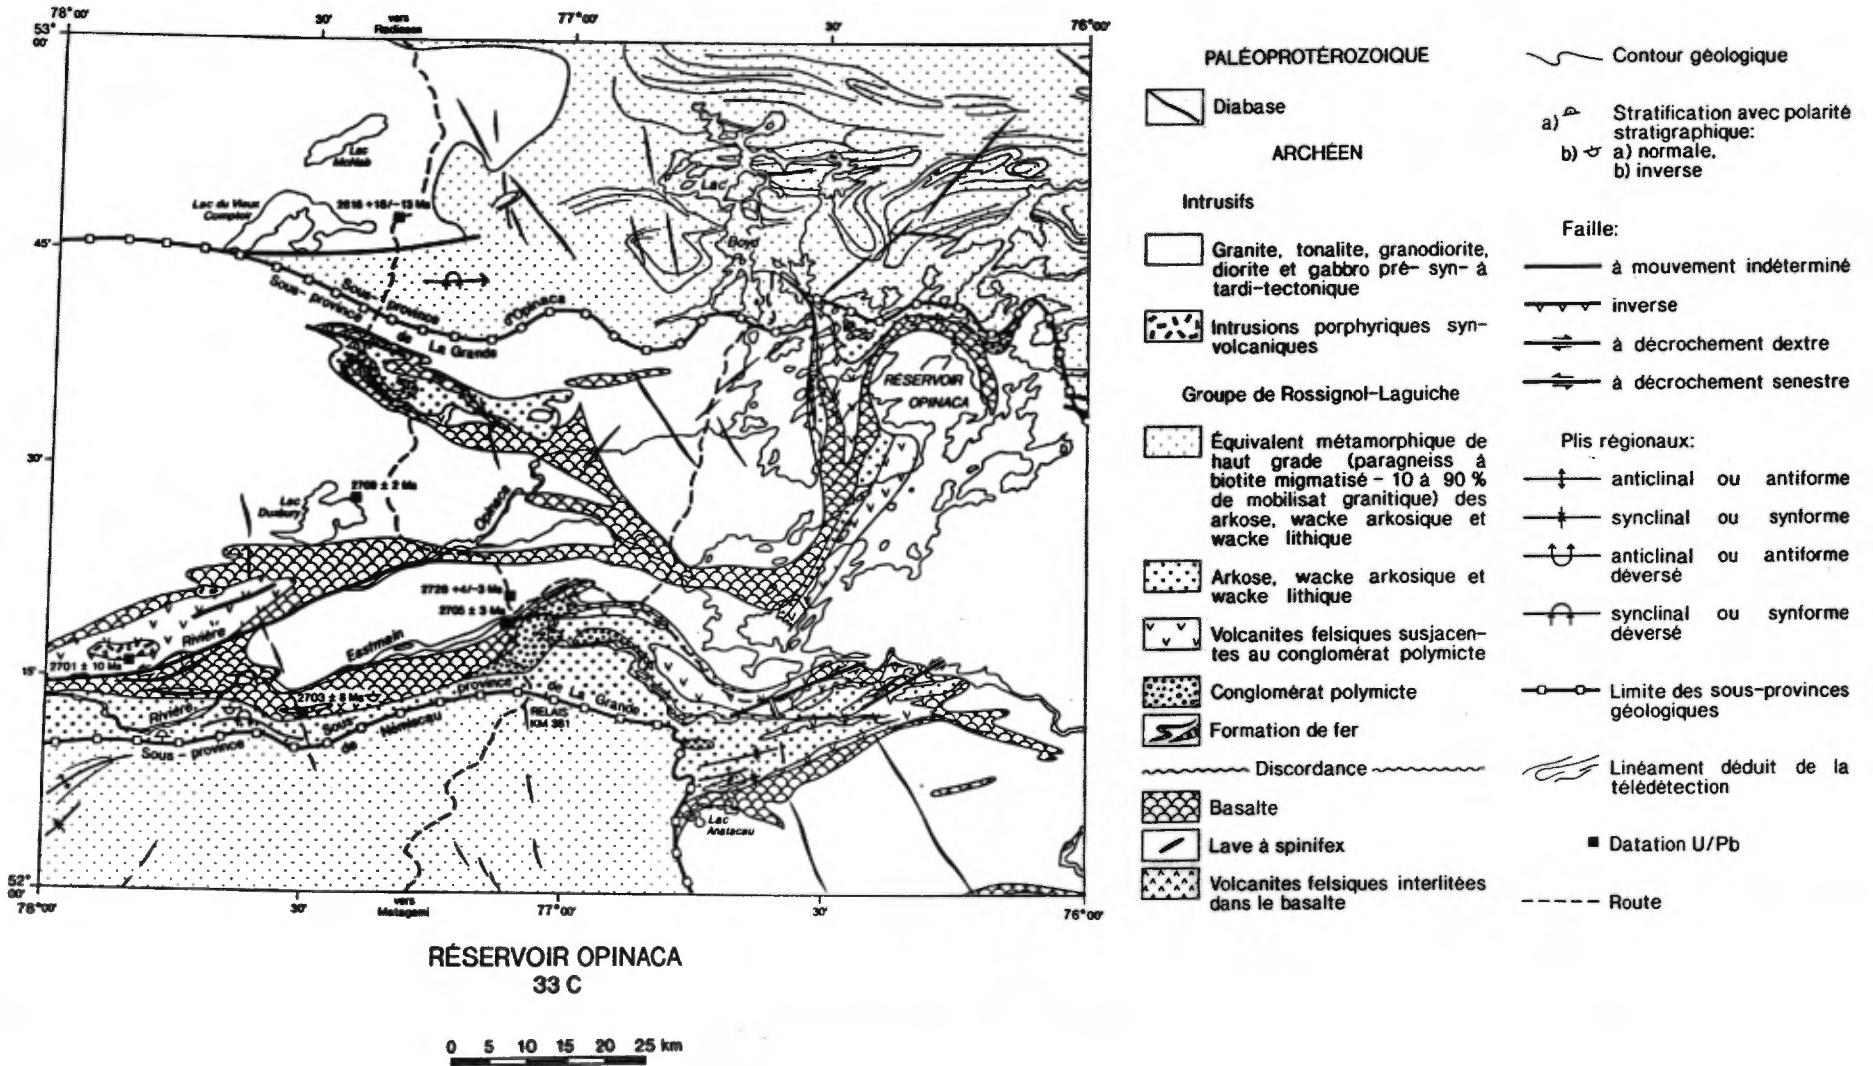 78° 00'
30'
vers
Radisson
77° 00'
30'
76° 00'
53°
00'
Lac
McNab
Lac du Vieux
Comptoir
2616 +18/-13 Ma
45'
Lac
Boyd
Sous-province d'Opinaca
Sous-province de La Grande
RÉSERVOIR
OPINACA
30'
2709 ± 2 Ma
Lac
Duxbury
Opinaca
2726 +4/-3 Ma
2705 ± 3 Ma
Rivière
Eastmain
2701 ± 10 Ma
15'
2703 ± 8 Ma
Rivière
Sous-province de La Grande
Sous-province de Némiscau
RELAIS
KM 381
Lac
Anatacau
52°
00'
78° 00'
30'
vers
Matagami
77° 00'
30'
76° 00'
RÉSERVOIR OPINACA
33 C
0 5 10 15 20 25 km
PALÉOPROTÉROZOIQUE
Diabase
ARCHÉEN
Intrusifs
Granite, tonalite, granodiorite,
diorite et gabbro pré- syn- à
tardi-tectonique
Intrusions porphyriques syn-
volcaniques
Groupe de Rossignol-Laguiche
Équivalent métamorphique de
haut grade (paragneiss à
biotite migmatisé - 10 à 90 %
de mobilisat granitique) des
arkose, wacke arkosique et
wacke lithique
Arkose, wacke arkosique et
wacke lithique
Volcanites felsiques susjacen-
tes au conglomérat polymicte
Conglomérat polymicte
Formation de fer
Discordance
Basalte
Lave à spinifex
Volcanites felsiques interlitées
dans le basalte
Contour géologique
Stratification avec polarité
stratigraphique:
a)
b)
a) normale,
b) inverse
Faille:
à mouvement indéterminé
inverse
à décrochement dextre
à décrochement senestre
Plis régionaux:
anticlinal ou antiforme
synclinal ou synforme
anticlinal ou antiforme
déversé
synclinal ou synforme
déversé
Limite des sous-provinces
géologiques
Linéament déduit de la
télédétection
Datation U/Pb
Route